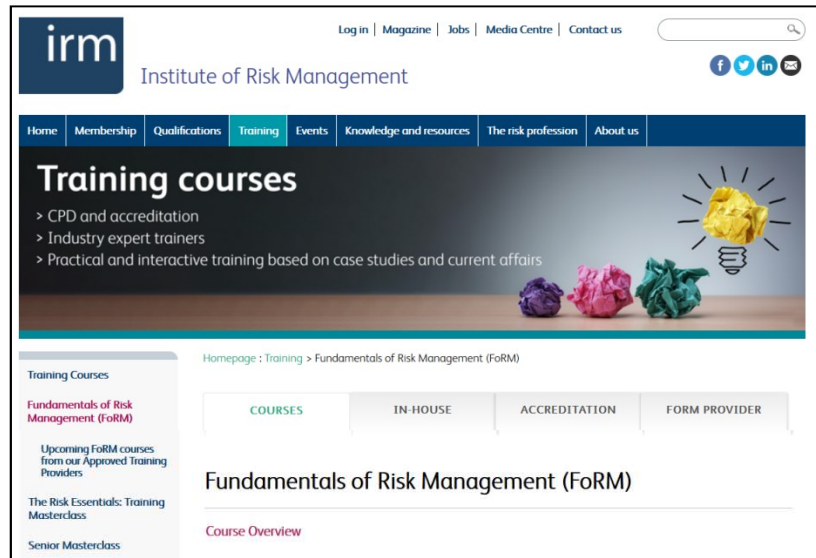 irm
Institute of Risk Management
Log in | Magazine | Jobs | Media Centre | Contact us
f in
Home Membership Qualifications Training Events Knowledge and resources The risk profession About us
Training courses
> CPD and accreditation
> Industry expert trainers
> Practical and interactive training based on case studies and current affairs
Homepage : Training > Fundamentals of Risk Management (FoRM)
Training Courses
Fundamentals of Risk
Management (FoRM)
Upcoming FoRM courses
from our Approved Training
Providers
The Risk Essentials: Training
Masterclass
Senior Masterclass
COURSES IN-HOUSE ACCREDITATION FORM PROVIDER
Fundamentals of Risk Management (FoRM)
Course Overview